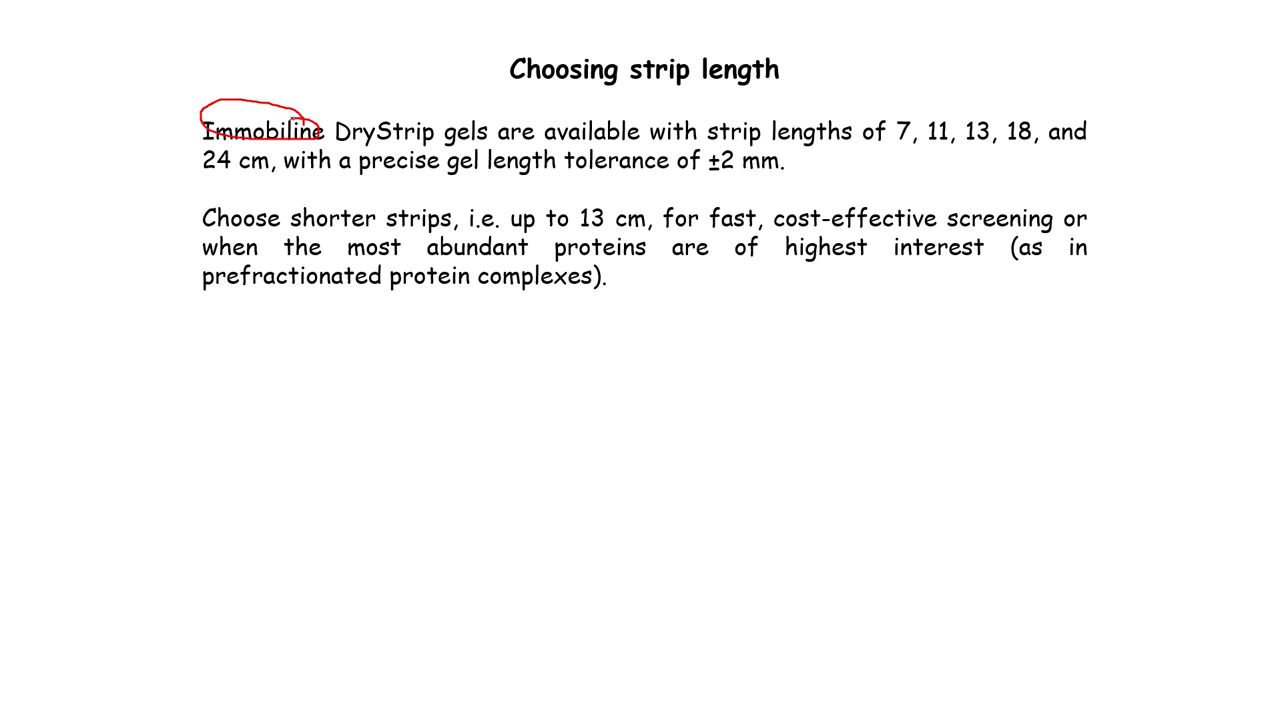 Choosing strip length
Immobiline DryStrip gels are available with strip lengths of 7, 11, 13, 18, and
24 cm, with a precise gel length tolerance of ±2 mm.
Choose shorter strips, i.e. up to 13 cm, for fast, cost-effective screening or
when the most abundant proteins are of highest interest (as in
prefractionated protein complexes).